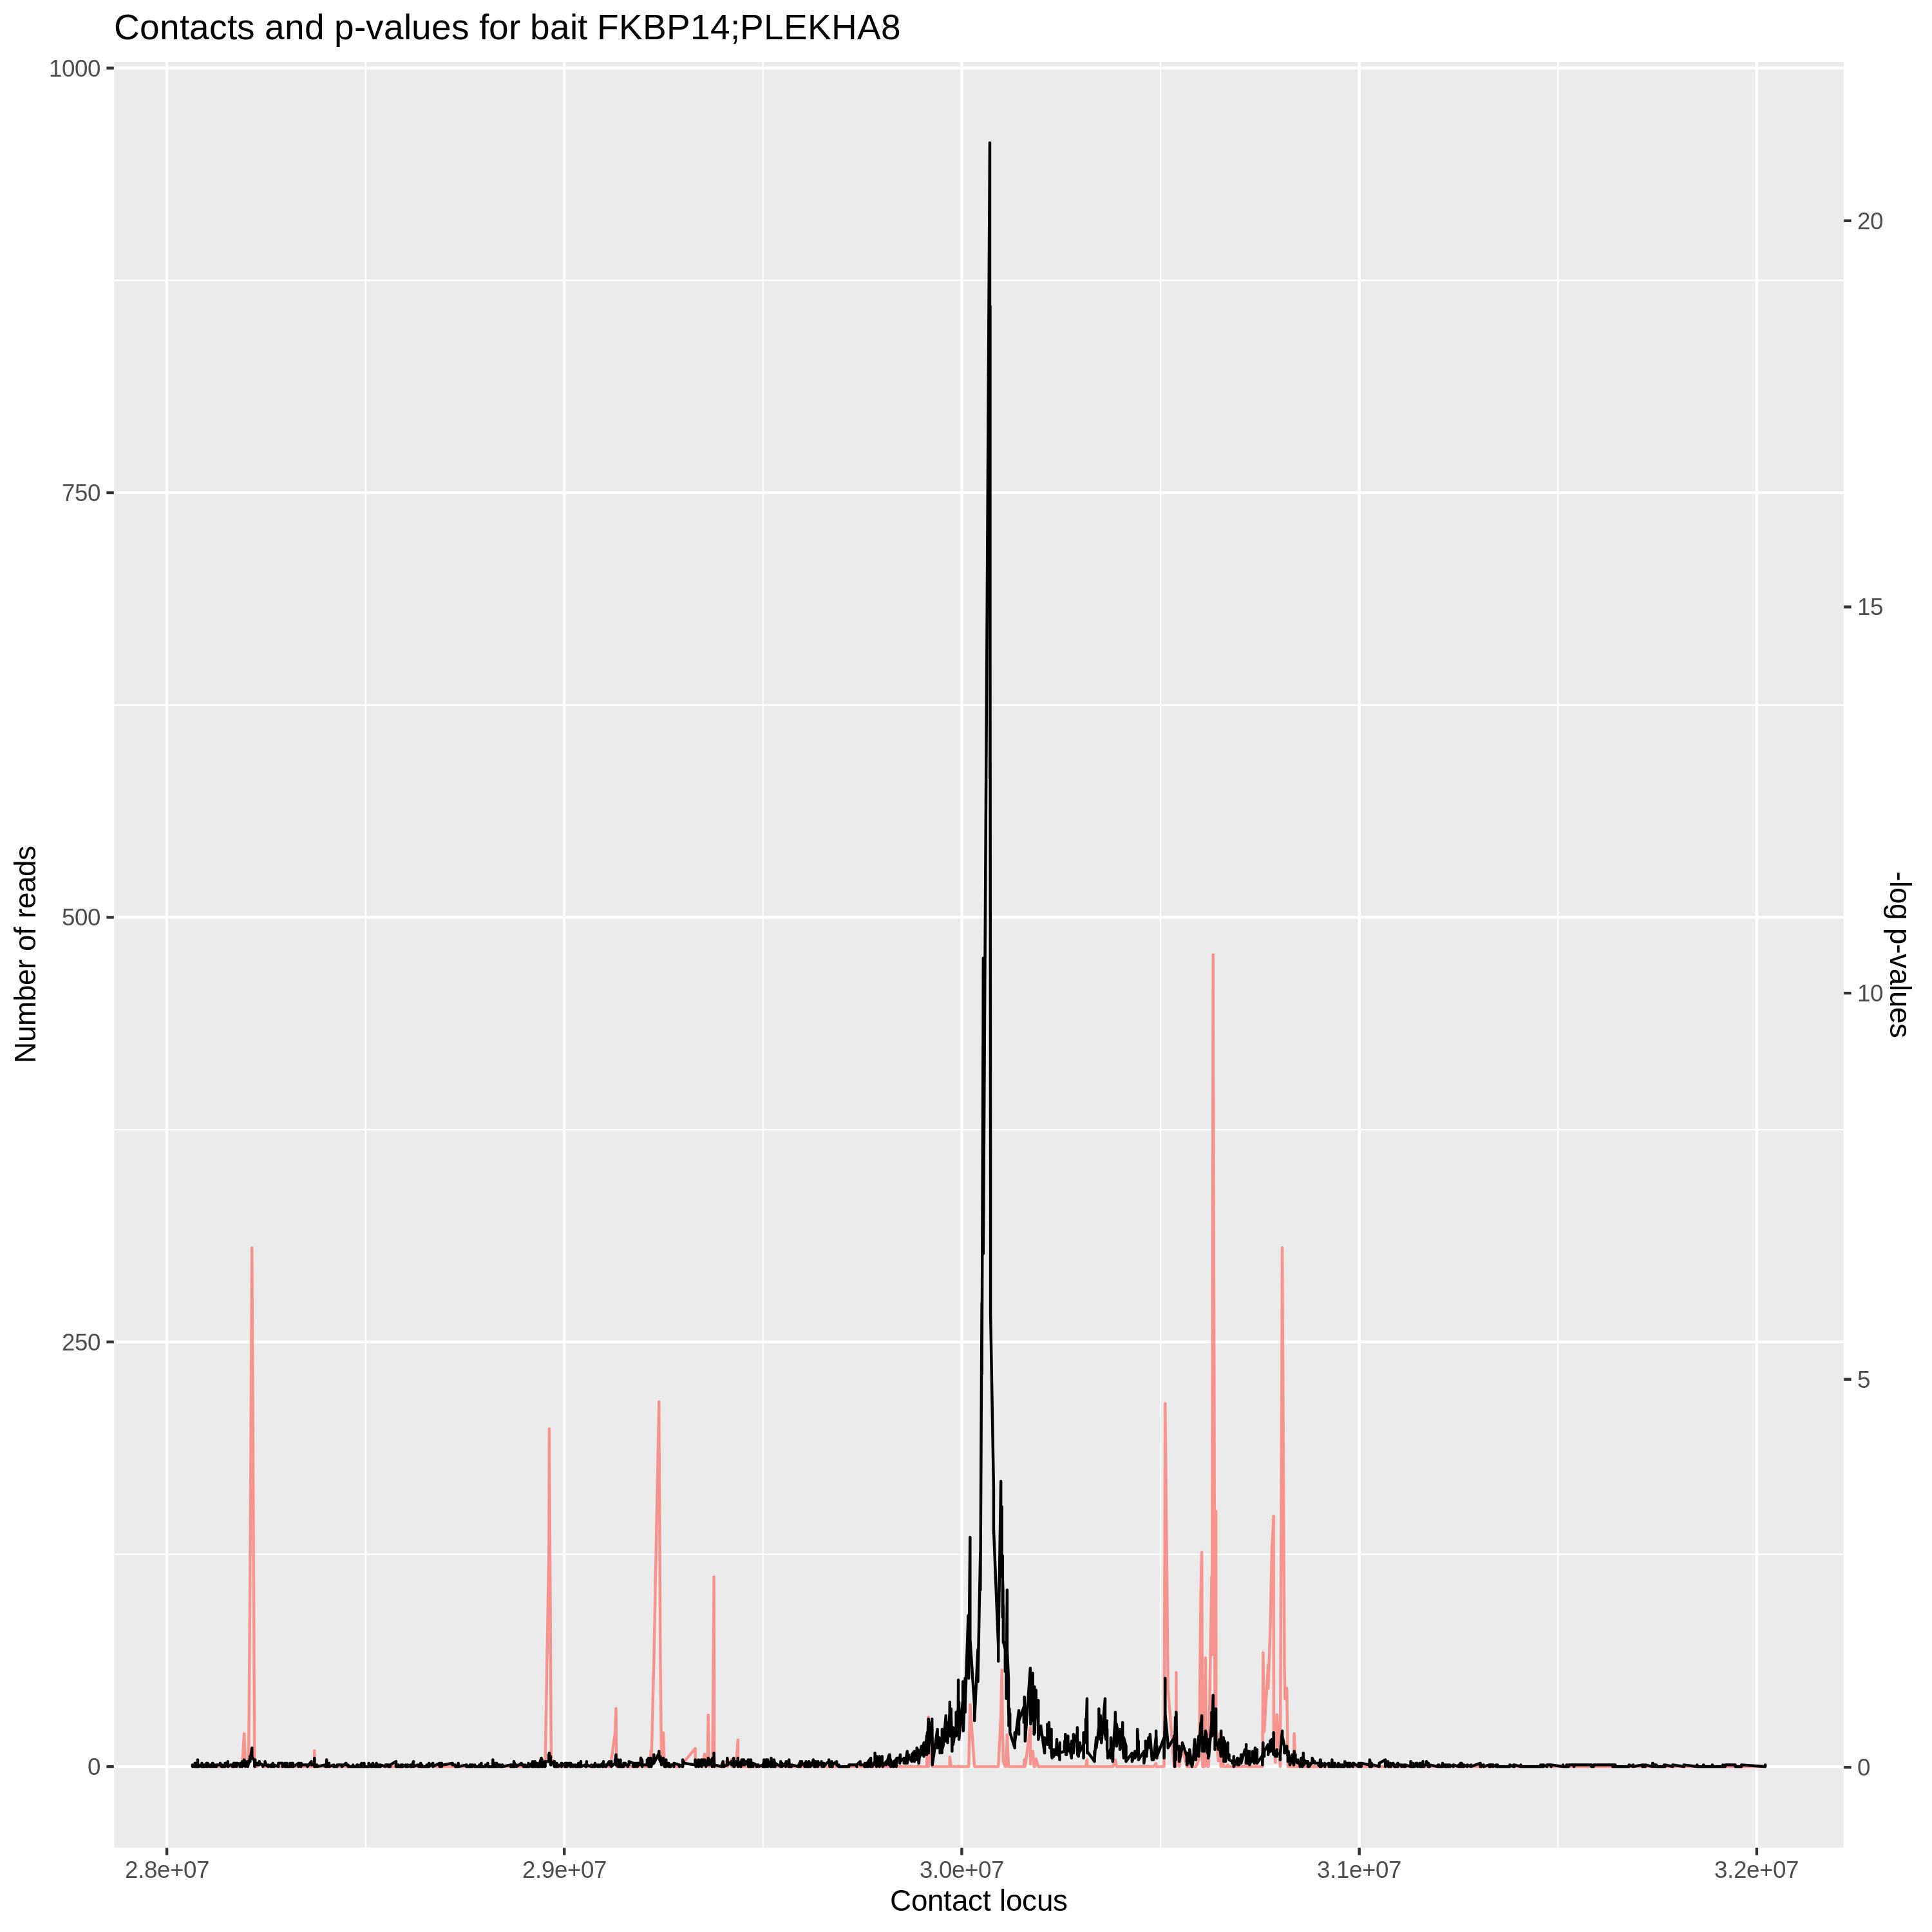 Contacts and p-values for bait FKBP14;PLEKHA8
1000
750
500
250
0
Number of reads
20
15
10
5
0
-log p-values
2.8e+07
2.9e+07
3.0e+07
3.1e+07
3.2e+07
Contact locus